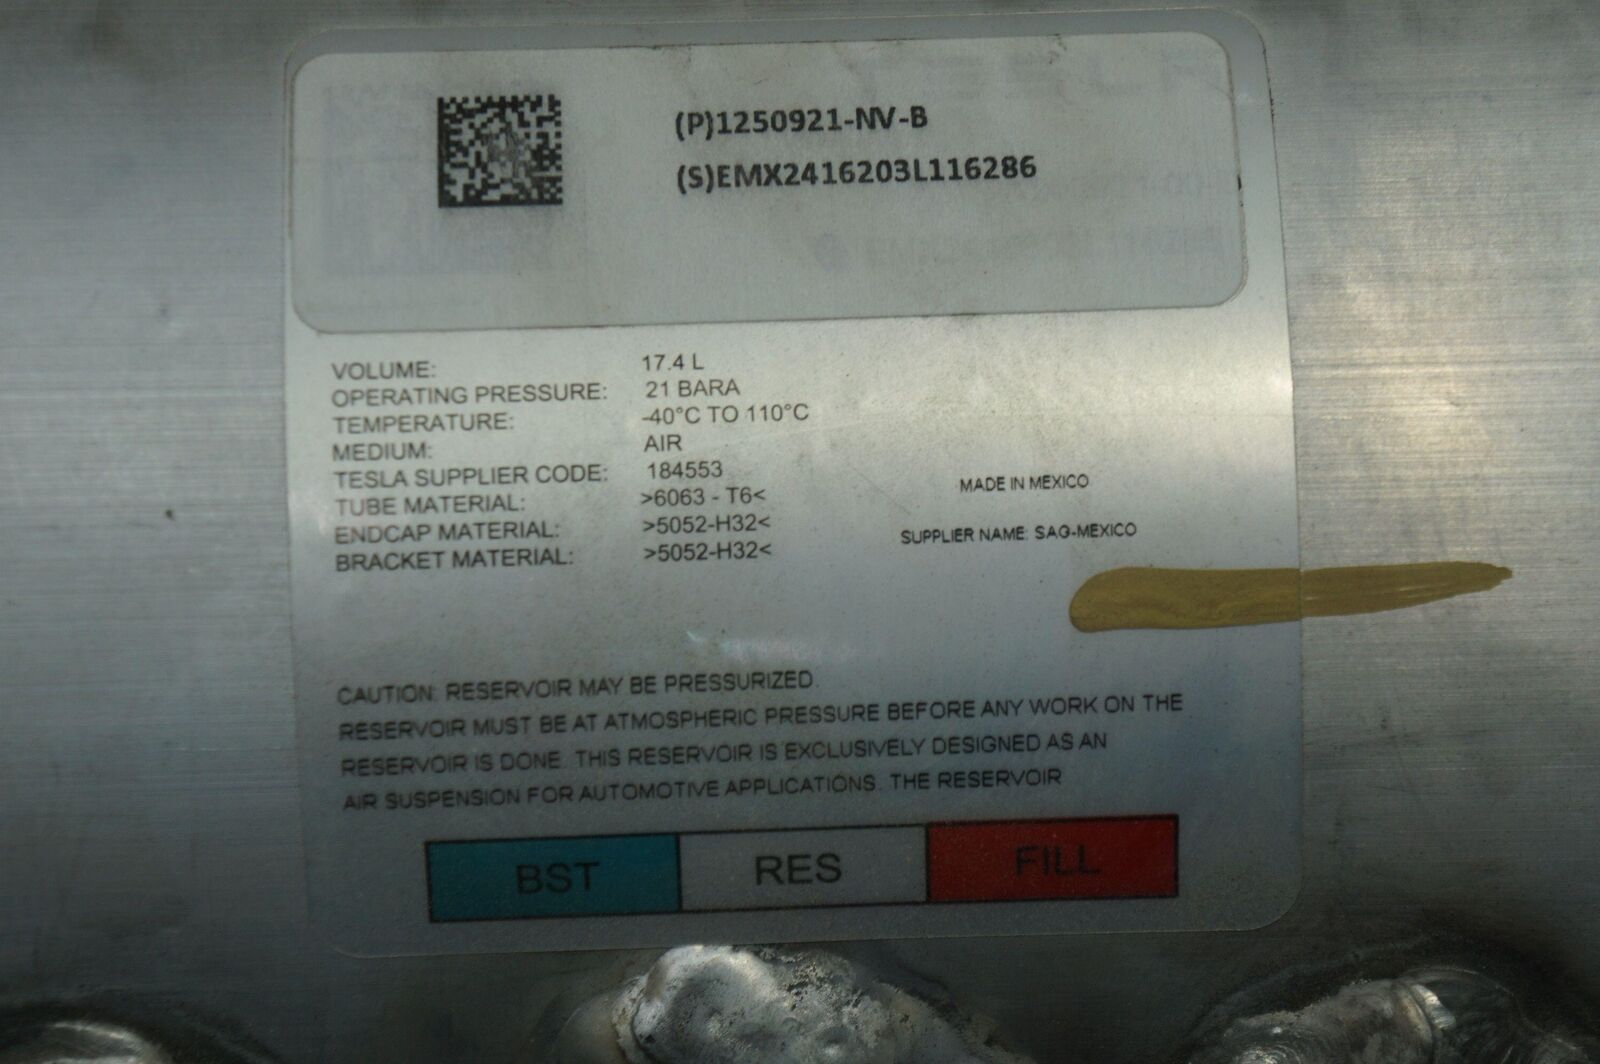 (P)1250921-NV-B
(S)EMX2416203L116286
VOLUME: 17.4 L
OPERATING PRESSURE: 21 BARA
TEMPERATURE: -40°C TO 110°C
MEDIUM: AIR
TESLA SUPPLIER CODE: 184553
TUBE MATERIAL: >6063 - T6<
ENDCAP MATERIAL: >5052-H32<
BRACKET MATERIAL: >5052-H32<
MADE IN MEXICO
SUPPLIER NAME: SAG-MEXICO
CAUTION: RESERVOIR MAY BE PRESSURIZED.
RESERVOIR MUST BE AT ATMOSPHERIC PRESSURE BEFORE ANY WORK ON THE
RESERVOIR IS DONE. THIS RESERVOIR IS EXCLUSIVELY DESIGNED AS AN
AIR SUSPENSION FOR AUTOMOTIVE APPLICATIONS. THE RESERVOIR
BST RES FILL